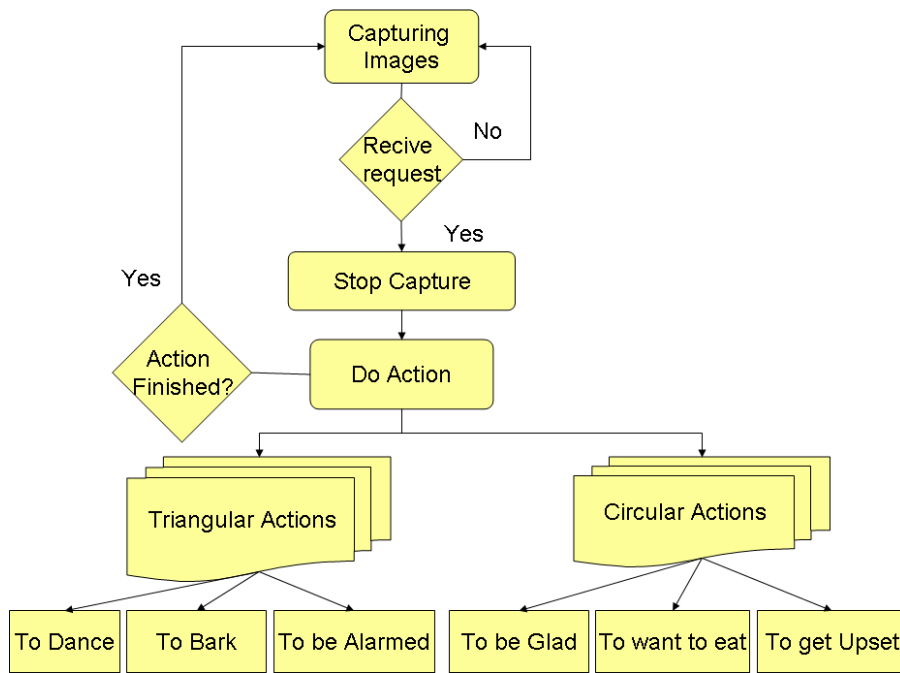 Capturing
Images
No
Recive
request
Yes
Stop Capture
Yes
Action
Finished?
Do Action
Triangular Actions
Circular Actions
To Dance
To Bark
To be Alarmed
To be Glad
To want to eat
To get Upset